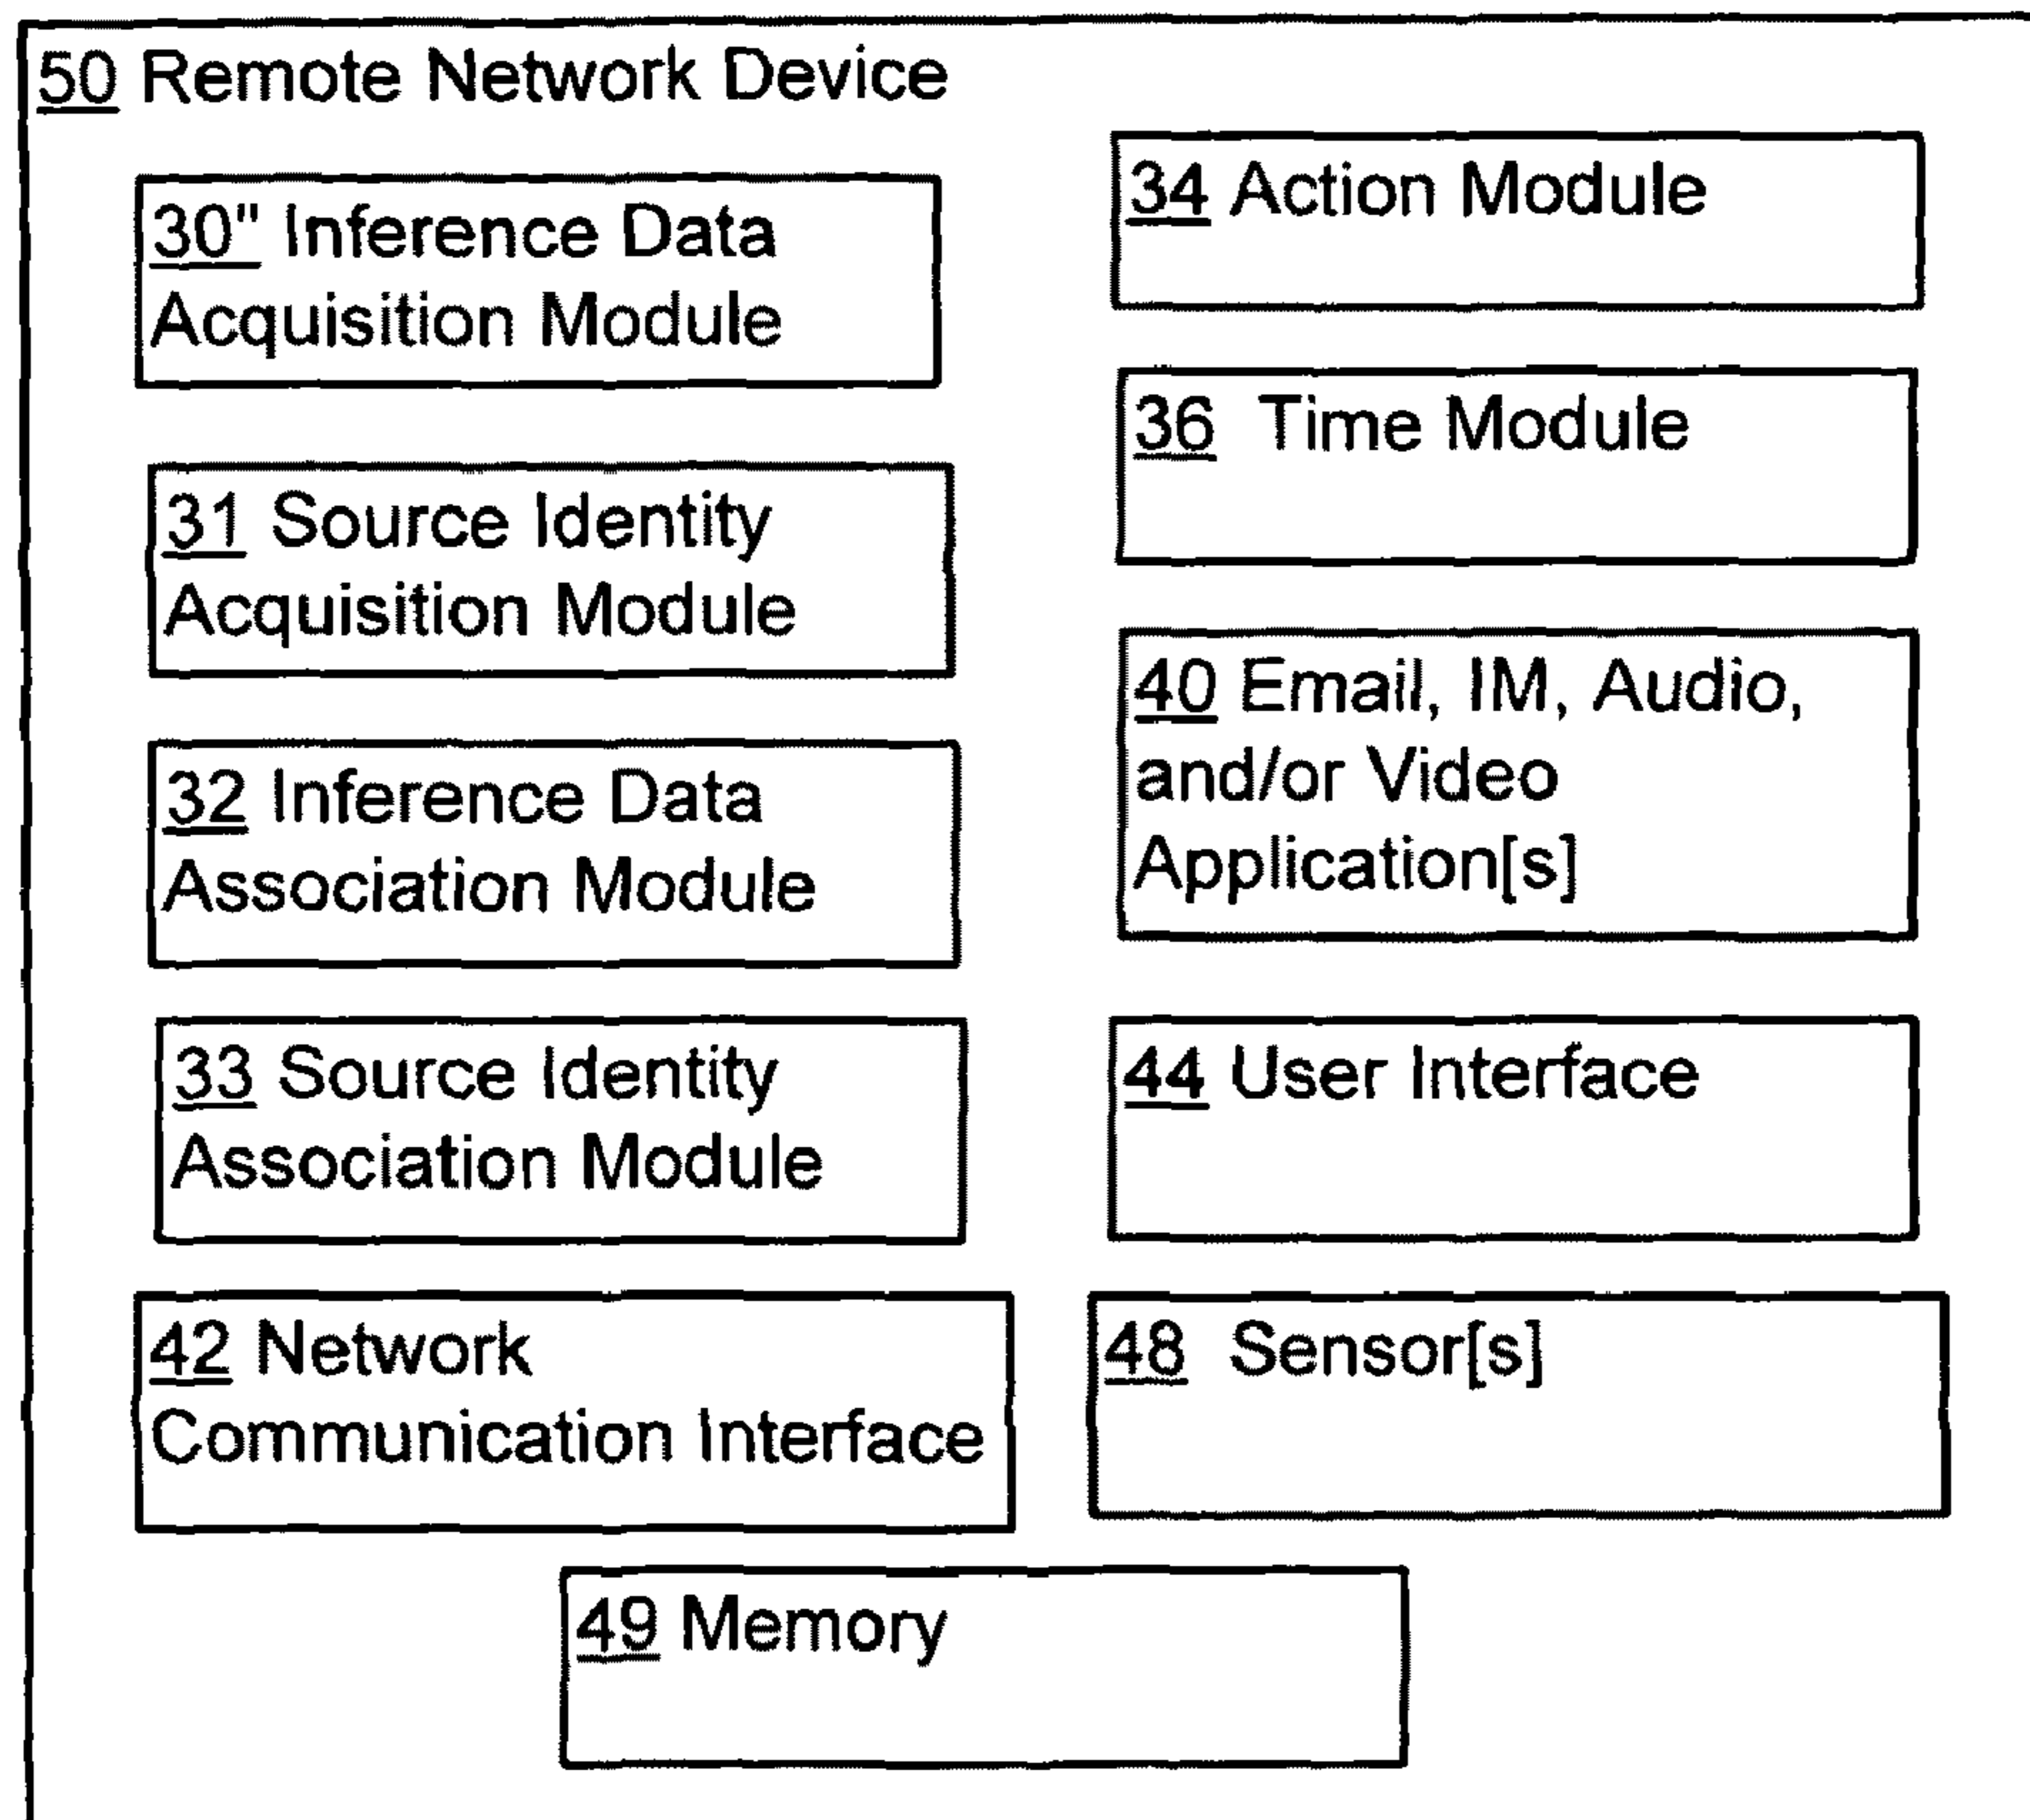 50 Remote Network Device
30" Inference Data
Acquisition Module
31 Source Identity
Acquisition Module
32 Inference Data
Association Module
33 Source Identity
Association Module
42 Network
Communication Interface
34 Action Module
36 Time Module
40 Email, IM, Audio,
and/or Video
Application[s]
44 User Interface
48 Sensor[s]
49 Memory